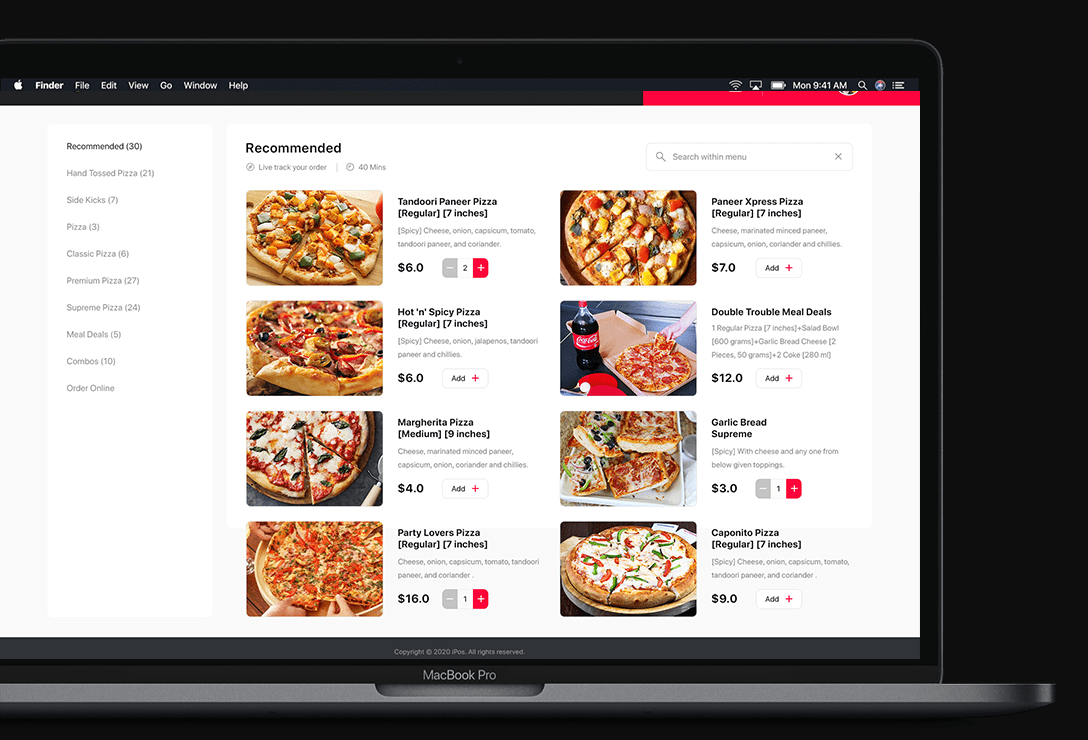 Finder File Edit View Go Window Help
Mon 9:41 AM
Recommended (30)
Hand Tossed Pizza (21)
Side Kicks (7)
Pizza (3)
Classic Pizza (6)
Premium Pizza (27)
Supreme Pizza (24)
Meal Deals (5)
Combos (10)
Order Online
Recommended
Live track your order
40 Mins
Search within menu
Tandoori Paneer Pizza
[Regular] [7 inches]
[Spicy] Cheese, onion, capsicum, tomato,
tandoori paneer, and coriander.
$6.0
2
Paneer Xpress Pizza
[Regular] [7 inches]
Cheese, marinated minced paneer,
capsicum, onion, coriander and chillies.
$7.0
Add +
Hot 'n' Spicy Pizza
[Regular] [7 inches]
[Spicy] Cheese, onion, jalapenos, tandoori
paneer and chillies.
$6.0
Add +
Double Trouble Meal Deals
1 Regular Pizza [7 inches]+Salad Bowl
[600 grams]+Garlic Bread Cheese [2
Pieces, 50 grams]+2 Coke [280 ml]
$12.0
Add +
Coca-Cola
Margherita Pizza
[Medium] [9 inches]
Cheese, marinated minced paneer,
capsicum, onion, coriander and chillies.
$4.0
Add +
Garlic Bread
Supreme
[Spicy] With cheese and any one from
below given toppings.
$3.0
− 1 +
Party Lovers Pizza
[Regular] [7 inches]
Cheese, onion, capsicum, tomato, tandoori
paneer, and coriander .
$16.0
− 1 +
Caponito Pizza
[Regular] [7 inches]
[Spicy] Cheese, onion, capsicum, tomato,
tandoori paneer, and coriander .
$9.0
Add +
Copyright © 2020 iPos. All rights reserved.
MacBook Pro